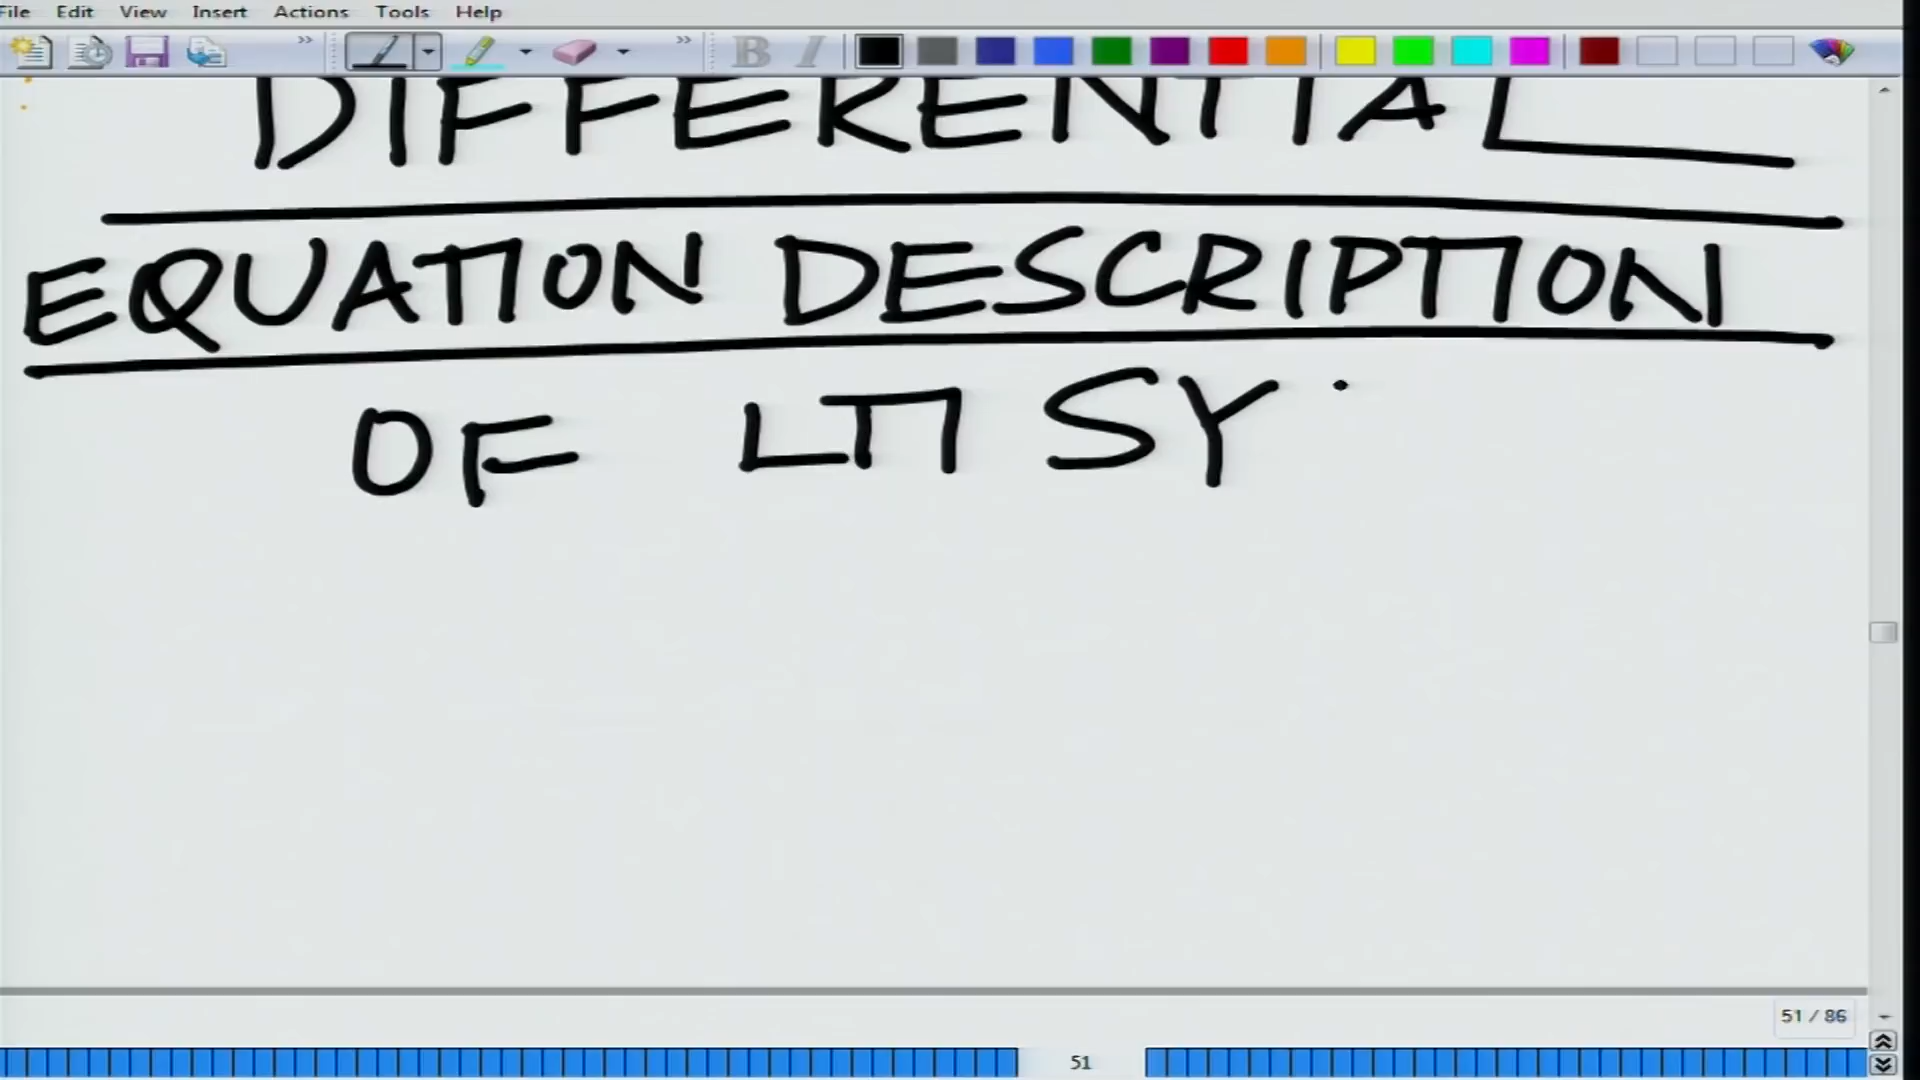 File Edit View Insert Actions Tools Help
B I
DIFFERENTIAL
EQUATION DESCRIPTION
OF LTI SY
51 / 86
51